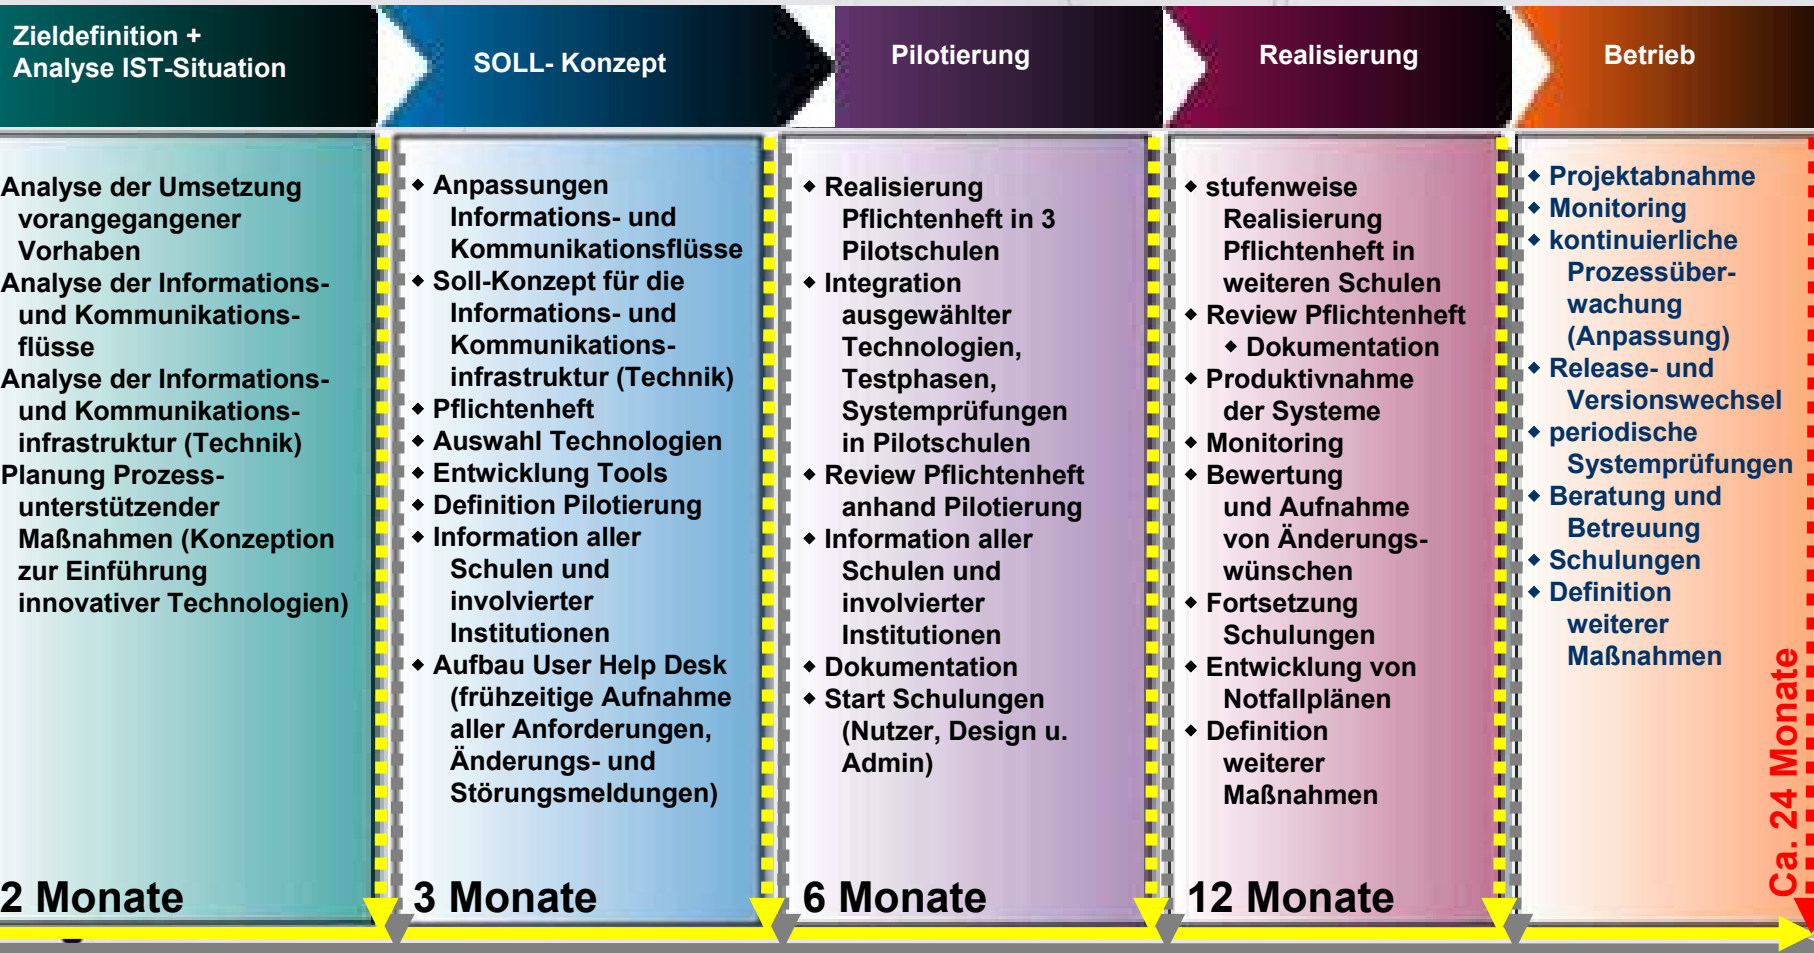 Zieldefinition +
Analyse IST-Situation
SOLL- Konzept
Pilotierung
Realisierung
Betrieb
Analyse der Umsetzung
vorangegangener
Vorhaben
Analyse der Informations-
und Kommunikations-
flüsse
Analyse der Informations-
und Kommunikations-
infrastruktur (Technik)
Planung Prozess-
unterstützender
Maßnahmen (Konzeption
zur Einführung
innovativer Technologien)
2 Monate
◆ Anpassungen
Informations- und
Kommunikationsflüsse
◆ Soll-Konzept für die
Informations- und
Kommunikations-
infrastruktur (Technik)
◆ Pflichtenheft
◆ Auswahl Technologien
◆ Entwicklung Tools
◆ Definition Pilotierung
◆ Information aller
Schulen und
involvierter
Institutionen
◆ Aufbau User Help Desk
(frühzeitige Aufnahme
aller Anforderungen,
Änderungs- und
Störungsmeldungen)
3 Monate
◆ Realisierung
Pflichtenheft in 3
Pilotschulen
◆ Integration
ausgewählter
Technologien,
Testphasen,
Systemprüfungen
in Pilotschulen
◆ Review Pflichtenheft
anhand Pilotierung
◆ Information aller
Schulen und
involvierter
Institutionen
◆ Dokumentation
◆ Start Schulungen
(Nutzer, Design u.
Admin)
6 Monate
◆ stufenweise
Realisierung
Pflichtenheft in
weiteren Schulen
◆ Review Pflichtenheft
◆ Dokumentation
◆ Produktivnahme
der Systeme
◆ Monitoring
◆ Bewertung
und Aufnahme
von Änderungs-
wünschen
◆ Fortsetzung
Schulungen
◆ Entwicklung von
Notfallplänen
◆ Definition
weiterer
Maßnahmen
12 Monate
◆ Projektabnahme
◆ Monitoring
◆ kontinuierliche
Prozessüber-
wachung
(Anpassung)
◆ Release- und
Versionswechsel
◆ periodische
Systemprüfungen
◆ Beratung und
Betreuung
◆ Schulungen
◆ Definition
weiterer
Maßnahmen
Ca. 24 Monate